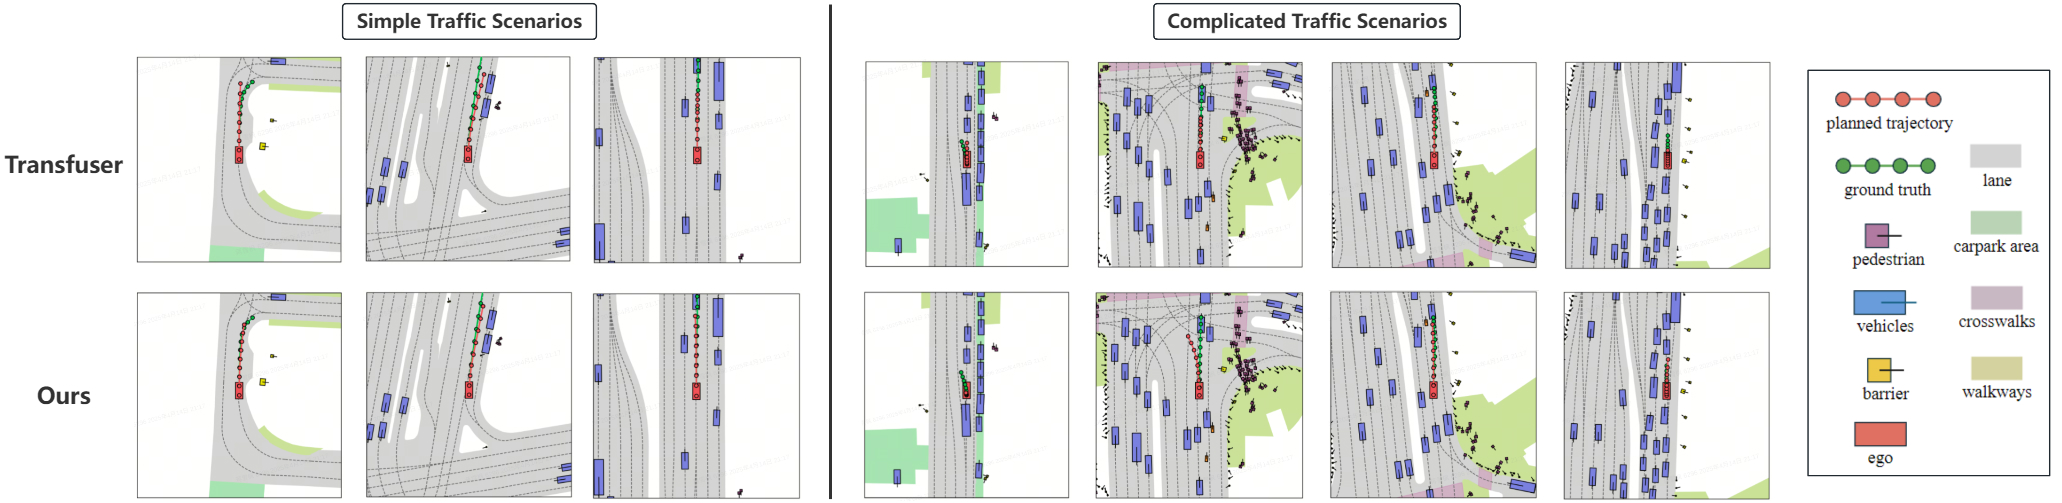 Simple Traffic Scenarios
Complicated Traffic Scenarios
Transfuser
Ours
planned trajectory
ground truth
lane
pedestrian
carpark area
vehicles
crosswalks
barrier
walkways
ego